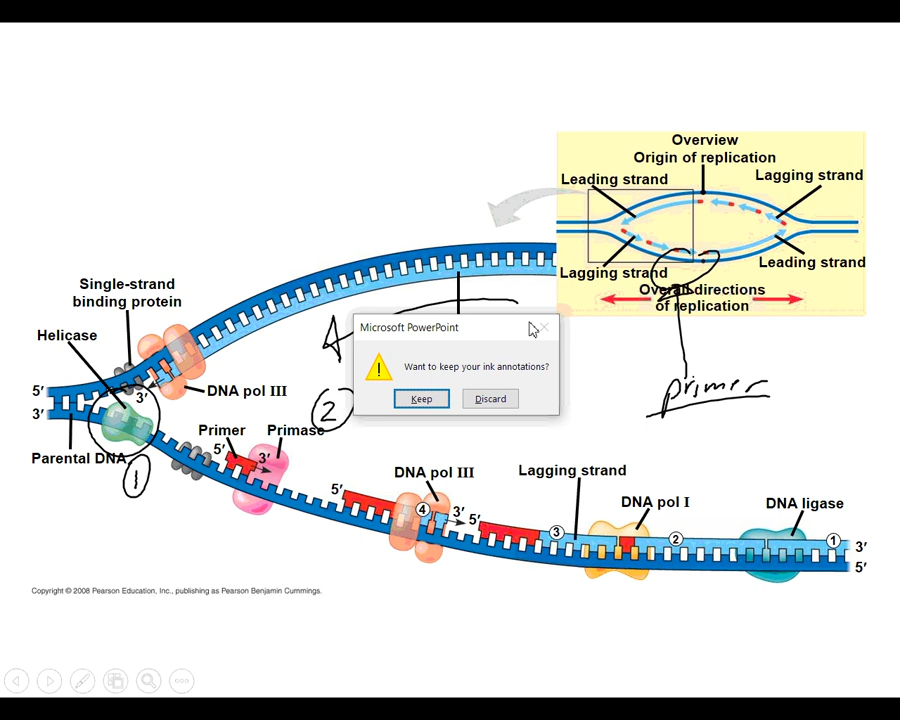 Overview
Origin of replication
Leading strand
Lagging strand
Lagging strand
Leading strand
Overall directions
of replication
Single-strand
binding protein
Helicase
5′
3′
3′
DNA pol III
Parental DNA
1
2
primer
Microsoft PowerPoint
Want to keep your ink annotations?
Keep
Discard
Primer
Primase
5′
3′
5′
DNA pol III
4
3′
5′
Lagging strand
3
DNA pol I
2
DNA ligase
1
3′
5′
Copyright © 2008 Pearson Education, Inc., publishing as Pearson Benjamin Cummings.